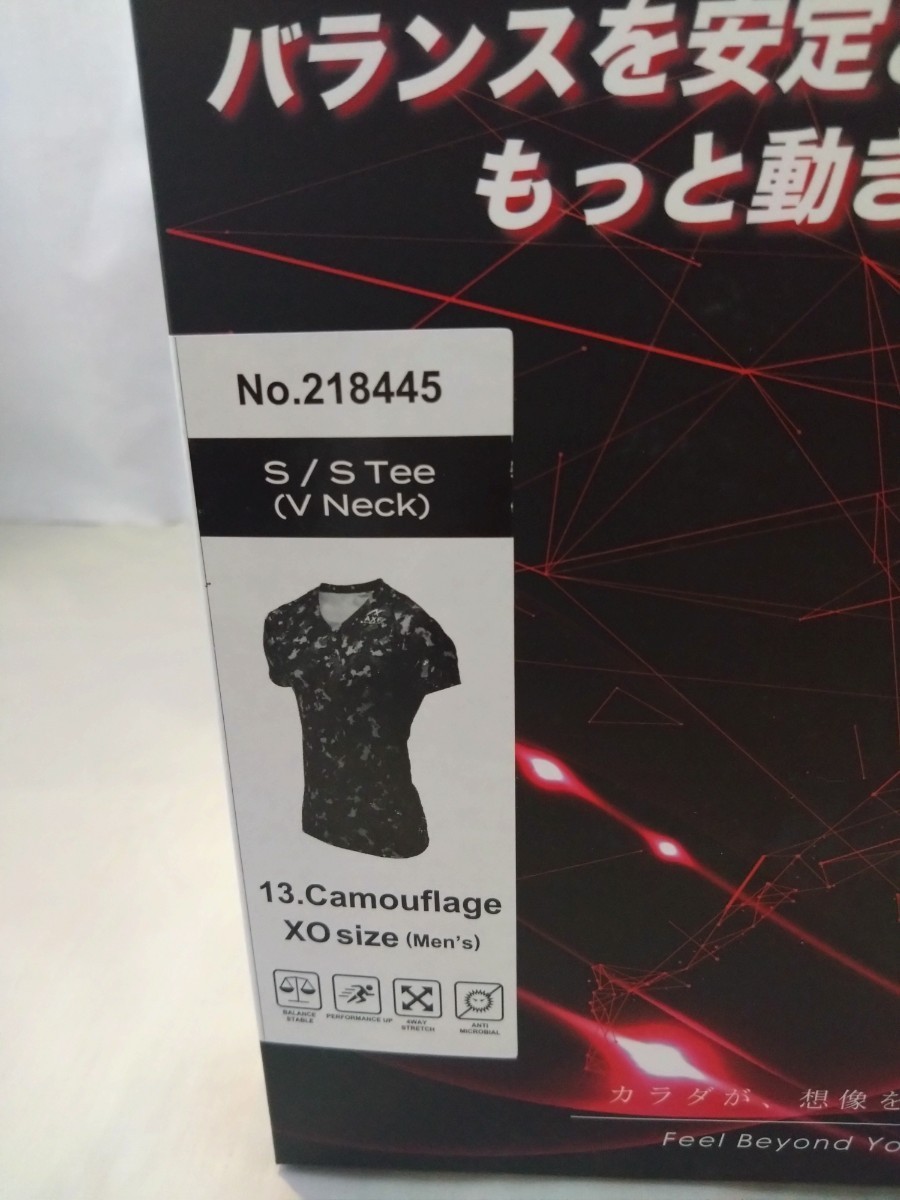 バランスを安定
もっと動き
No.218445
S / S Tee
(V Neck)
13.Camouflage
XO size (Men's)
BALANCE
STABLE
PERFORMANCE UP
4WAY
STRETCH
ANTI
MICROBIAL
カラダが、想像を
Feel Beyond Yo